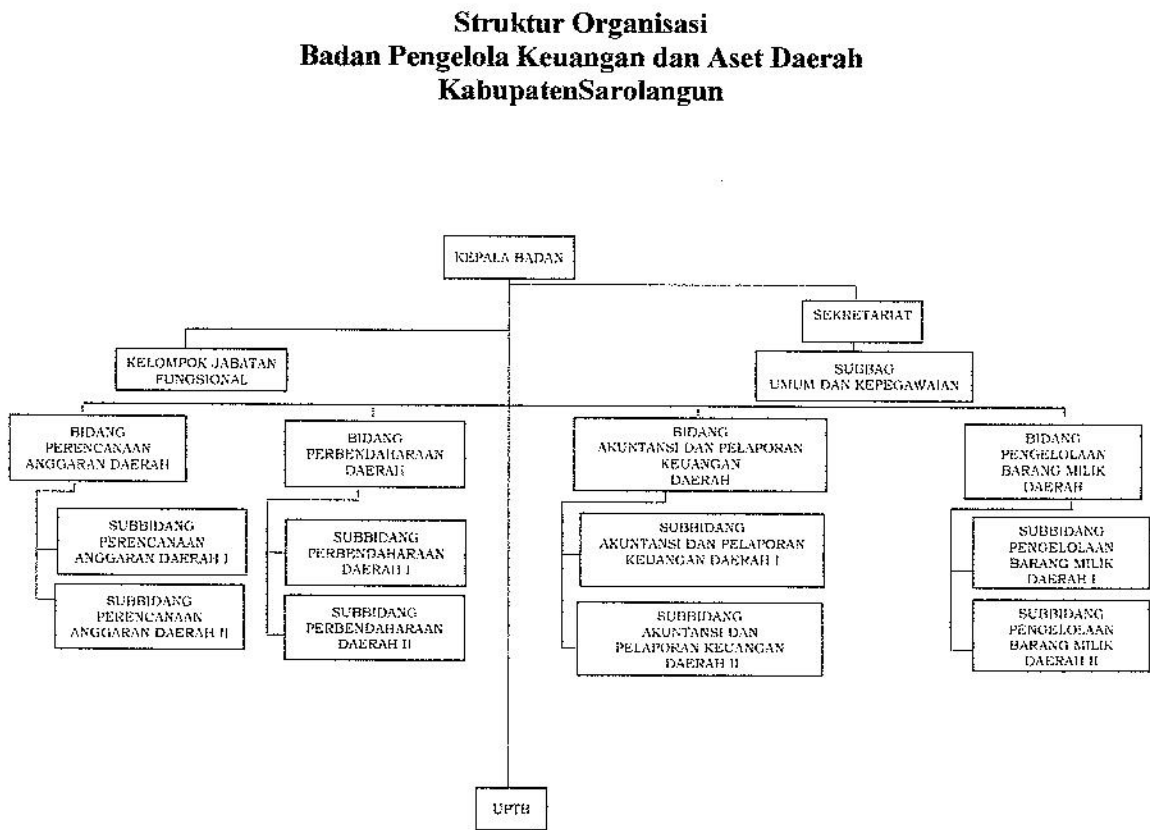 Struktur Organisasi
Badan Pengelola Keuangan dan Aset Daerah
KabupatenSarolangun
KEPALA BADAN
SEKRETARIAT
KELOMPOK JABATAN
FUNGSIONAL
SUBBAG
UMUM DAN KEPEGAWAIAN
BIDANG
PERENCANAAN
ANGGARAN DAERAH
BIDANG
PERBENDAHARAAN
DAERAH
BIDANG
AKUNTANSI DAN PELAPORAN
KEUANGAN
DAERAH
BIDANG
PENGELOLAAN
BARANG MILIK
DAERAH
SUBBIDANG
PERENCANAAN
ANGGARAN DAERAH I
SUBBIDANG
PERBENDAHARAAN
DAERAH I
SUBBIDANG
AKUNTANSI DAN PELAPORAN
KEUANGAN DAERAH I
SUBBIDANG
PENGELOLAAN
BARANG MILIK
DAERAH I
SUBBIDANG
PERENCANAAN
ANGGARAN DAERAH II
SUBBIDANG
PERBENDAHARAAN
DAERAH II
SUBBIDANG
AKUNTANSI DAN
PELAPORAN KEUANGAN
DAERAH II
SUBBIDANG
PENGELOLAAN
BARANG MILIK
DAERAH II
UPTB